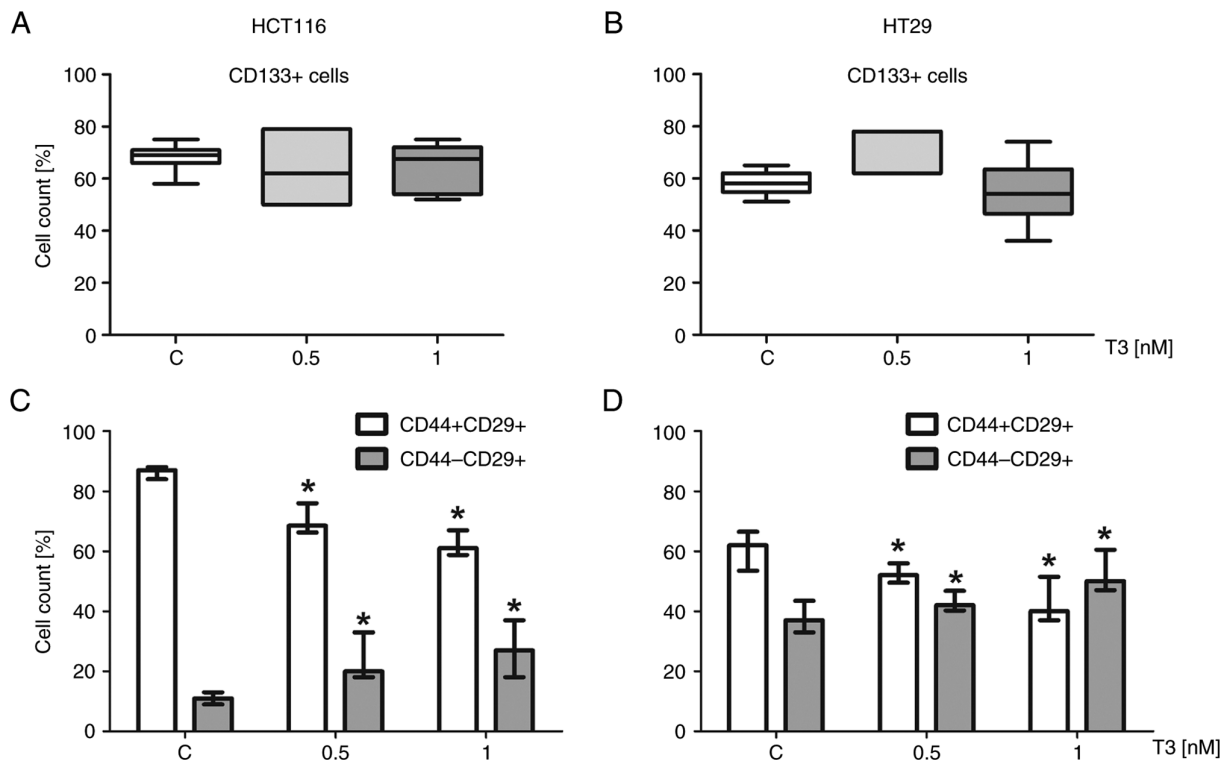 A
HCT116
CD133+ cells
Cell count [%]
100
80
60
40
20
0
C
0.5
1
B
HT29
CD133+ cells
100
80
60
40
20
0
C
0.5
1
T3 [nM]
C
CD44+CD29+
CD44–CD29+
Cell count [%]
100
80
60
40
20
0
*
*
*
*
C
0.5
1
D
CD44+CD29+
CD44–CD29+
100
80
60
40
20
0
*
*
*
*
C
0.5
1
T3 [nM]